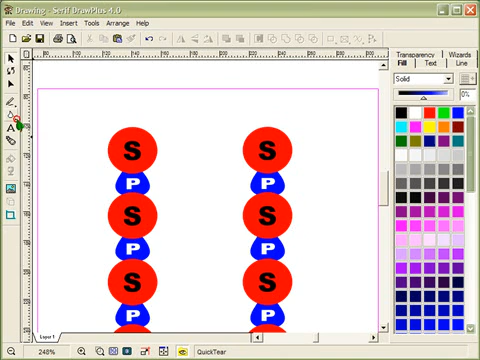 Drawing - Serif DrawPlus 4.0
File Edit View Insert Tools Arrange Help
Transparency Wizards
Fill Text Line
Solid
0%
S S
P P
S S
P P
S S
P P
Layer 1
248% QuickTear